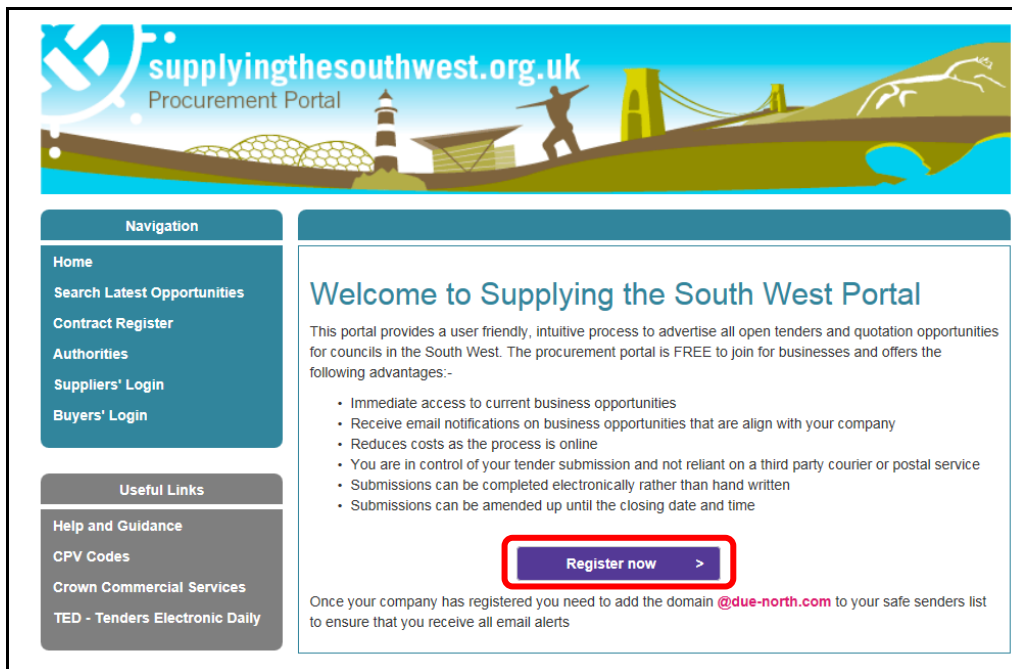 supplyingthesouthwest.org.uk
Procurement Portal
Navigation
Home
Search Latest Opportunities
Contract Register
Authorities
Suppliers' Login
Buyers' Login
Useful Links
Help and Guidance
CPV Codes
Crown Commercial Services
TED - Tenders Electronic Daily
Welcome to Supplying the South West Portal
This portal provides a user friendly, intuitive process to advertise all open tenders and quotation opportunities
for councils in the South West. The procurement portal is FREE to join for businesses and offers the
following advantages:-
• Immediate access to current business opportunities
• Receive email notifications on business opportunities that are align with your company
• Reduces costs as the process is online
• You are in control of your tender submission and not reliant on a third party courier or postal service
• Submissions can be completed electronically rather than hand written
• Submissions can be amended up until the closing date and time
Register now >
Once your company has registered you need to add the domain @due-north.com to your safe senders list
to ensure that you receive all email alerts